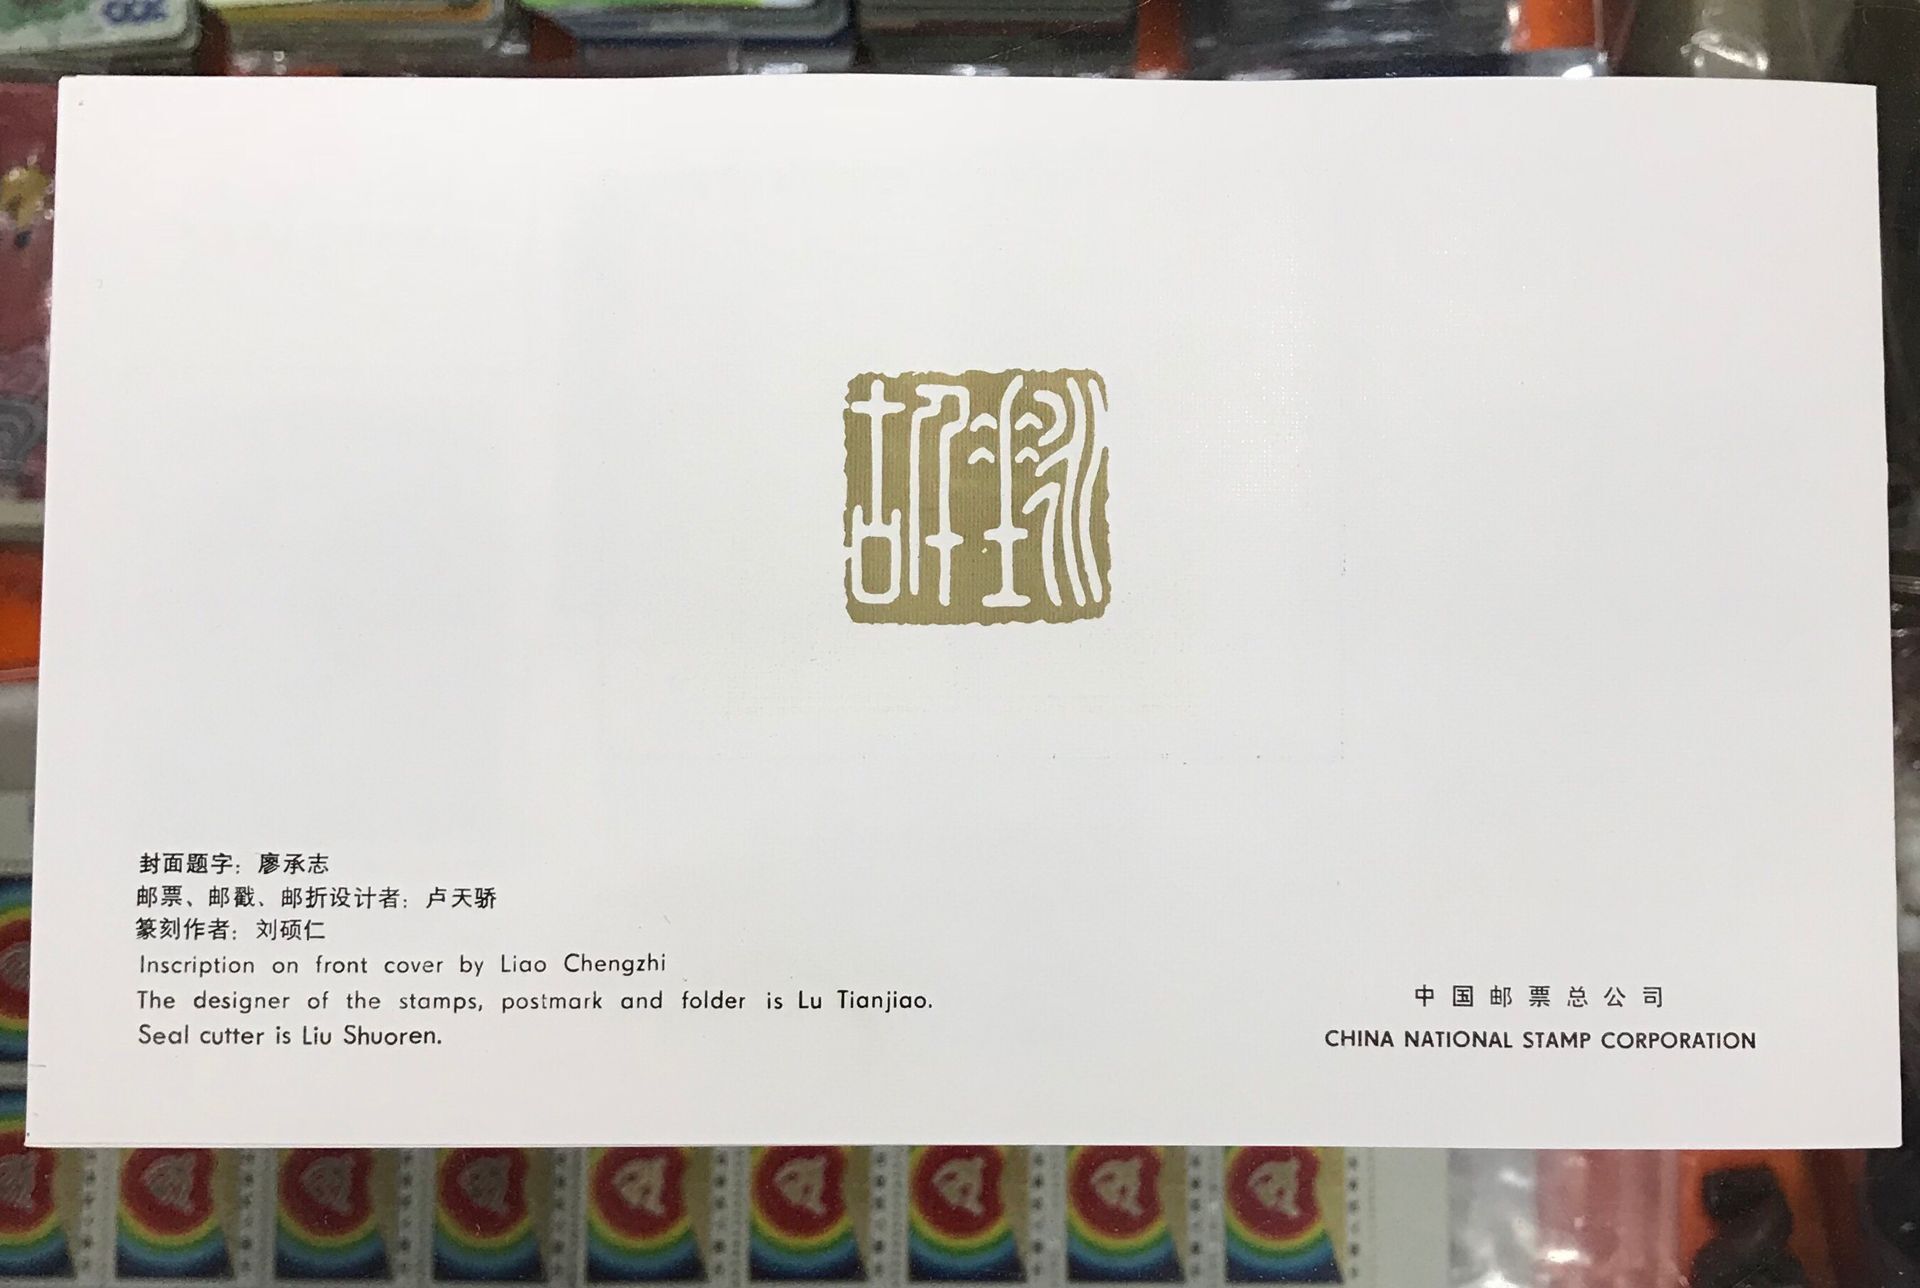 封面题字：廖承志
邮票、邮戳、邮折设计者：卢天骄
篆刻作者：刘硕仁
Inscription on front cover by Liao Chengzhi
The designer of the stamps, postmark and folder is Lu Tianjiao.
Seal cutter is Liu Shuoren.
中国邮票总公司
CHINA NATIONAL STAMP CORPORATION